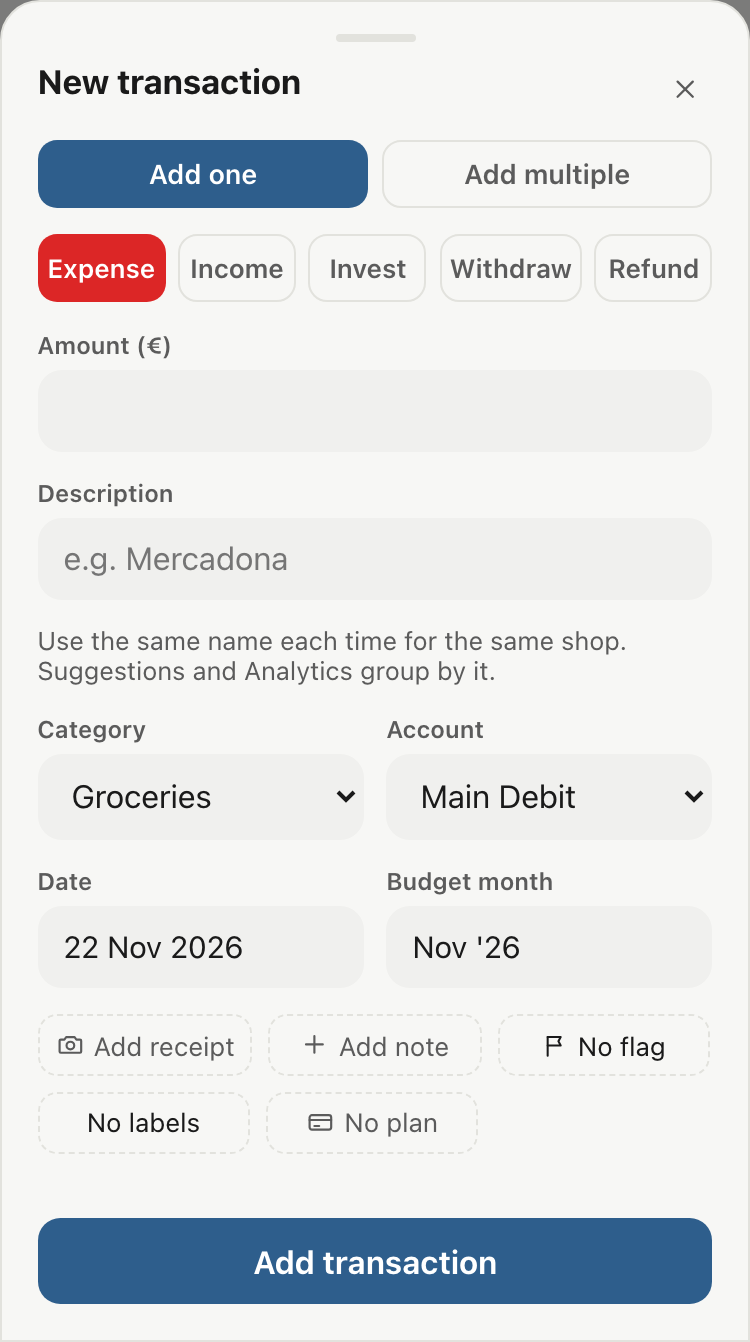 New transaction
Add one
Add multiple
Expense
Income
Invest
Withdraw
Refund
Amount (€)
Description
e.g. Mercadona
Use the same name each time for the same shop.
Suggestions and Analytics group by it.
Category
Account
Groceries
Main Debit
Date
Budget month
22 Nov 2026
Nov '26
Add receipt
Add note
No flag
No labels
No plan
Add transaction